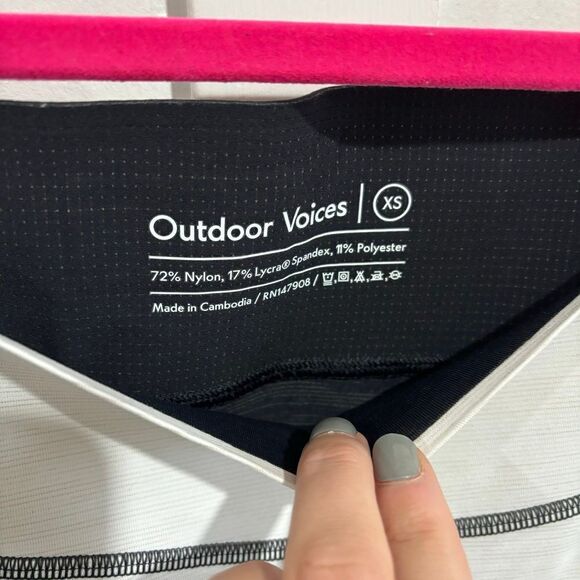 Outdoor Voices | XS
72% Nylon, 17% Lycra® Spandex, 11% Polyester
Made in Cambodia / RN147908 /